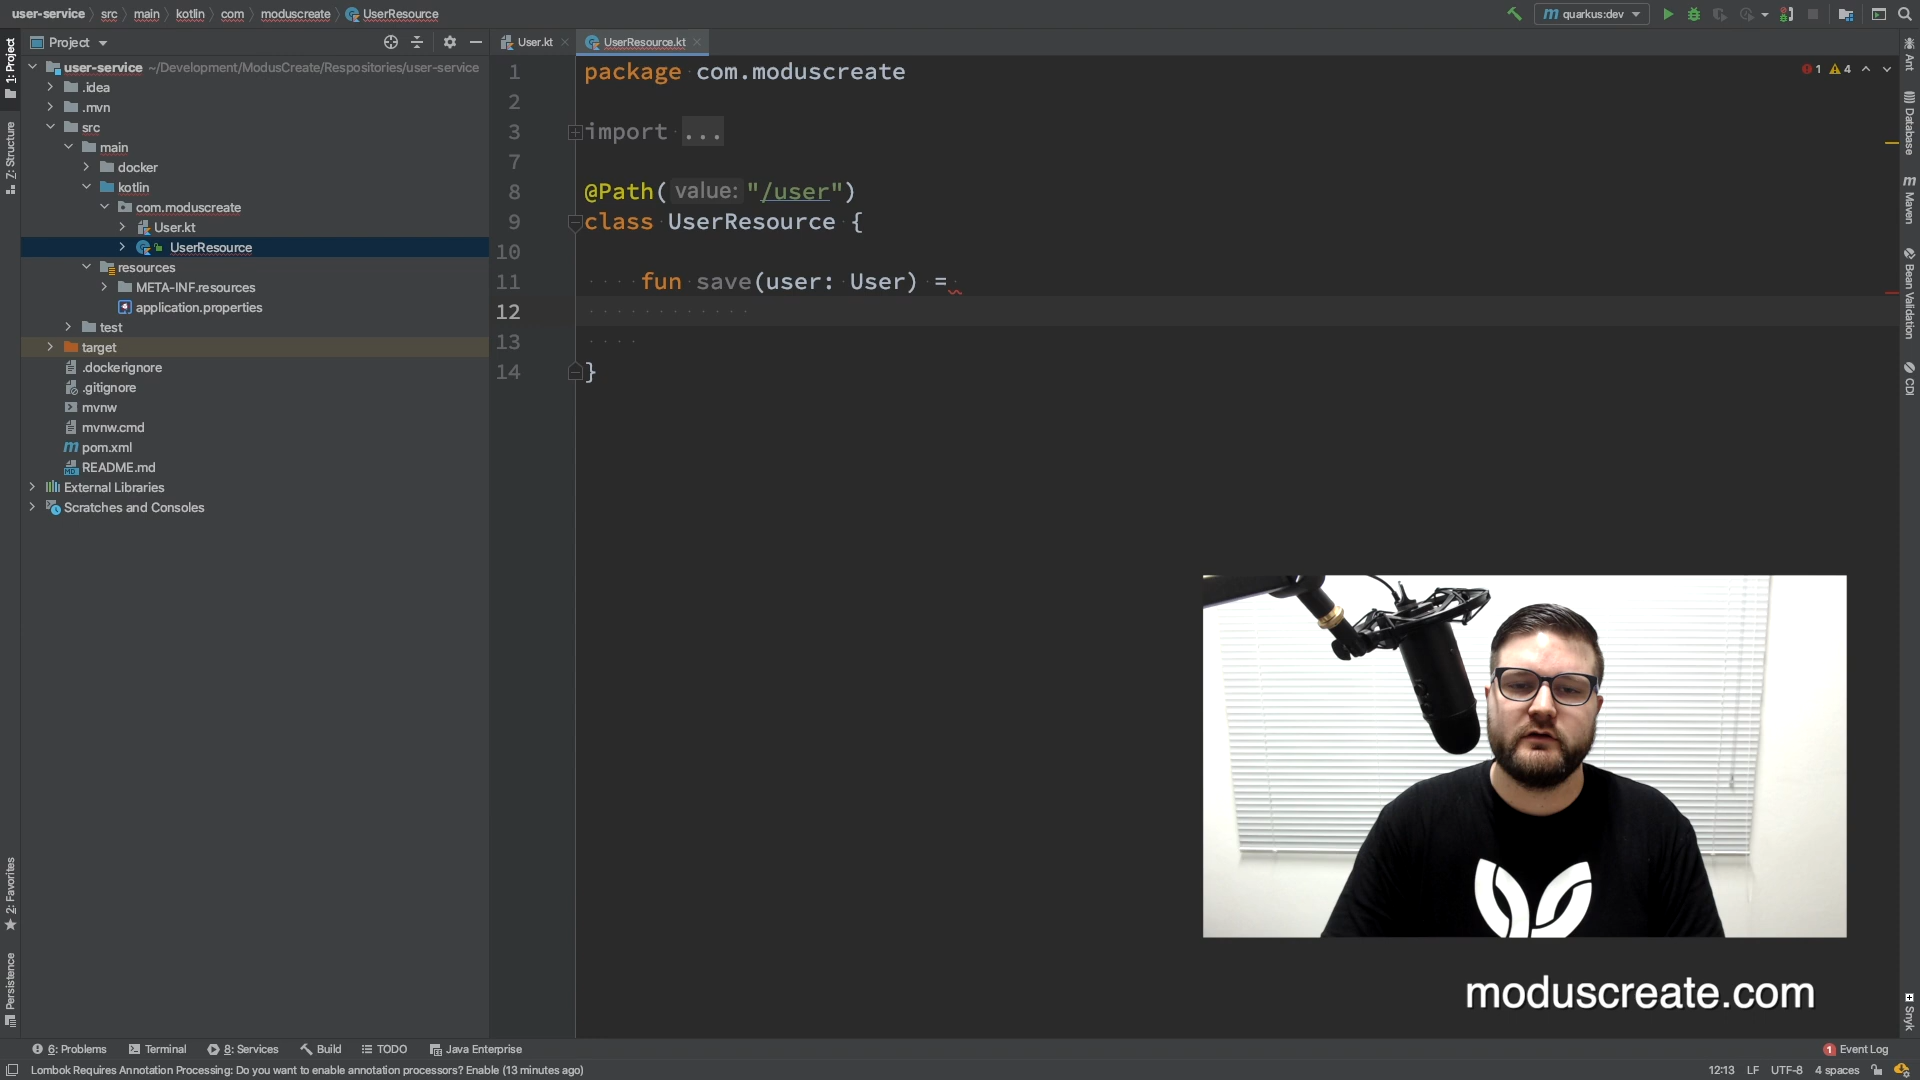 user-service src main kotlin com moduscreate UserResource
quarkus:dev
Project
User.kt
UserResource.kt
1: Project
Z: Structure
2: Favorites
Persistence
user-service ~/Development/ModusCreate/Respositories/user-service
.idea
.mvn
src
main
docker
kotlin
com.moduscreate
User.kt
UserResource
resources
META-INF.resources
application.properties
test
target
.dockerignore
.gitignore
mvnw
mvnw.cmd
pom.xml
README.md
External Libraries
Scratches and Consoles
1 package com.moduscreate
2
3 import ...
7
8 @Path( value: "/user")
9 class UserResource {
10
11 fun save(user: User) =
12
13
14 }
1 4
Ant
Database
Maven
Bean Validation
CDI
Snyk
moduscreate.com
6: Problems Terminal 8: Services Build TODO Java Enterprise
1 Event Log
Lombok Requires Annotation Processing: Do you want to enable annotation processors? Enable (13 minutes ago)
12:13 LF UTF-8 4 spaces